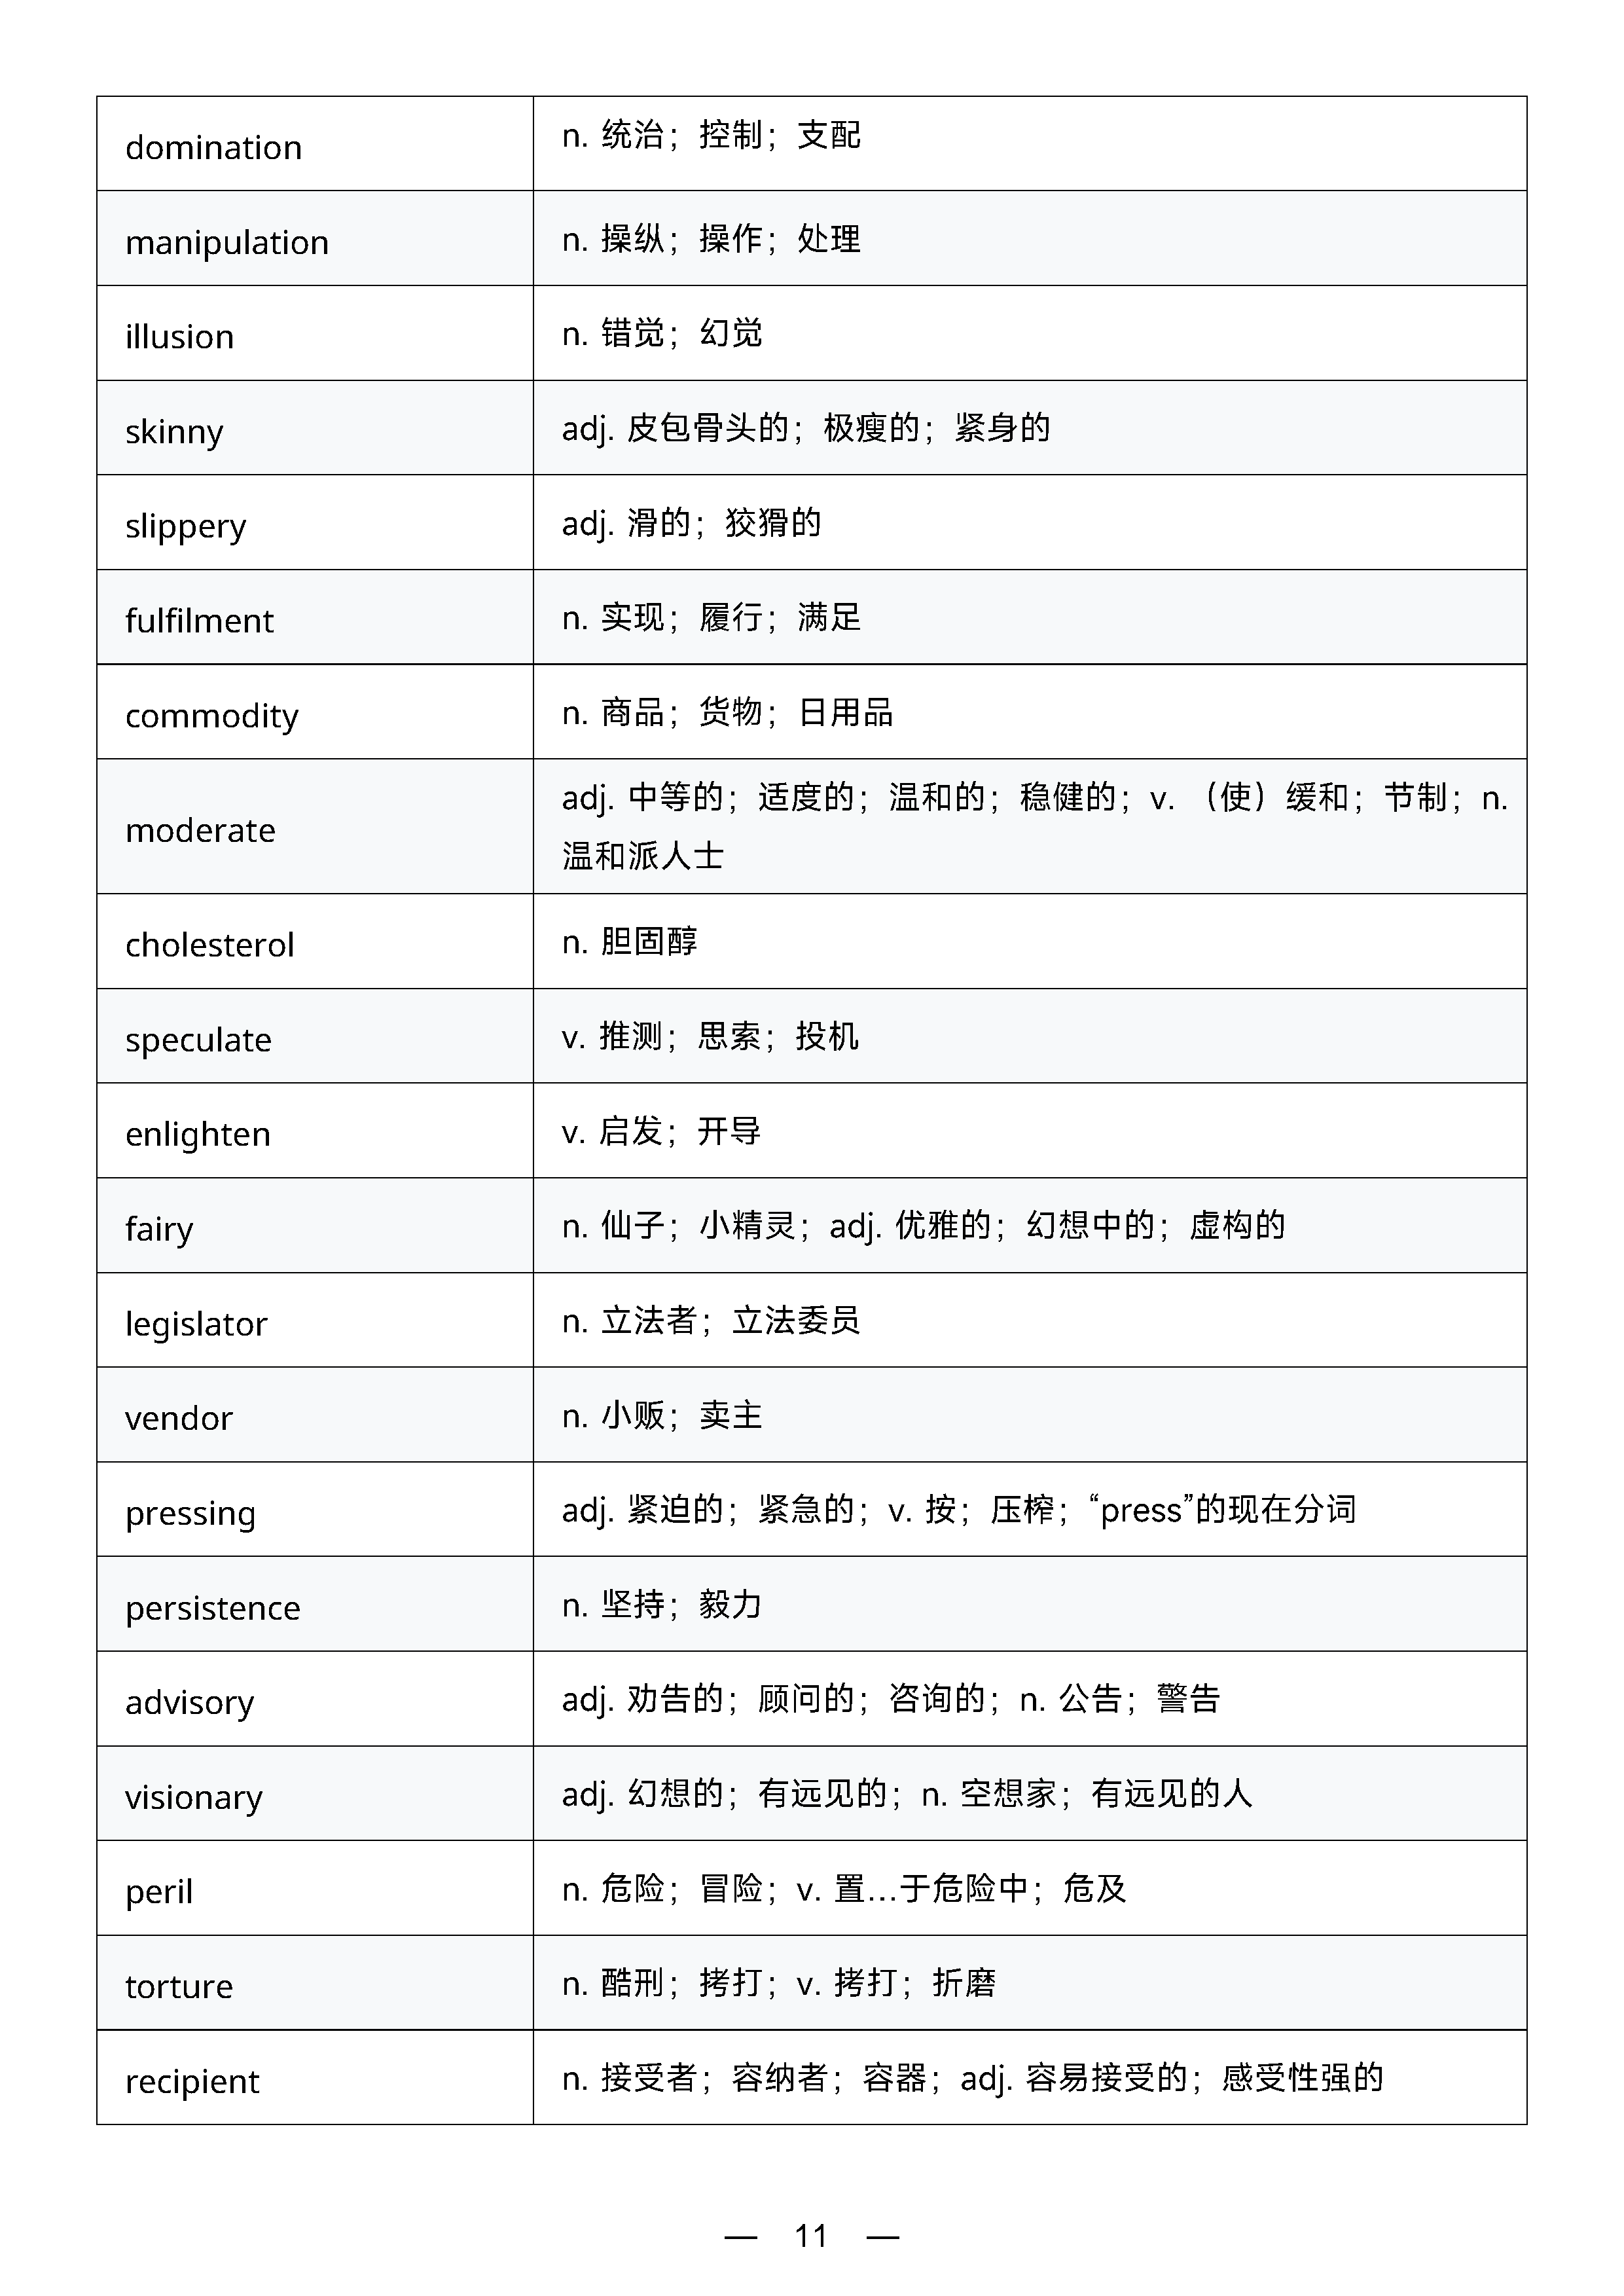 domination n. 统治；控制；支配
manipulation n. 操纵；操作；处理
illusion n. 错觉；幻觉
skinny adj. 皮包骨头的；极瘦的；紧身的
slippery adj. 滑的；狡猾的
fulfilment n. 实现；履行；满足
commodity n. 商品；货物；日用品
moderate adj. 中等的；适度的；温和的；稳健的；v. （使）缓和；节制；n.
温和派人士
cholesterol n. 胆固醇
speculate v. 推测；思索；投机
enlighten v. 启发；开导
fairy n. 仙子；小精灵；adj. 优雅的；幻想中的；虚构的
legislator n. 立法者；立法委员
vendor n. 小贩；卖主
pressing adj. 紧迫的；紧急的；v. 按；压榨；“press”的现在分词
persistence n. 坚持；毅力
advisory adj. 劝告的；顾问的；咨询的；n. 公告；警告
visionary adj. 幻想的；有远见的；n. 空想家；有远见的人
peril n. 危险；冒险；v. 置…于危险中；危及
torture n. 酷刑；拷打；v. 拷打；折磨
recipient n. 接受者；容纳者；容器；adj. 容易接受的；感受性强的
— 11 —